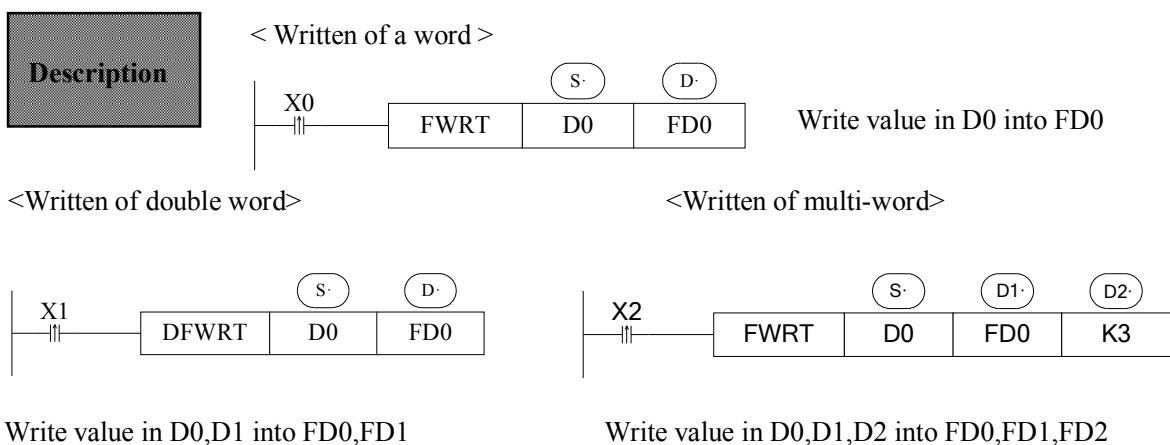 < Written of a word >
Description
S· D·
X0
FWRT D0 FD0
Write value in D0 into FD0
<Written of double word> <Written of multi-word>
S· D· S· D1· D2·
X1 X2
DFWRT D0 FD0 FWRT D0 FD0 K3
Write value in D0,D1 into FD0,FD1 Write value in D0,D1,D2 into FD0,FD1,FD2